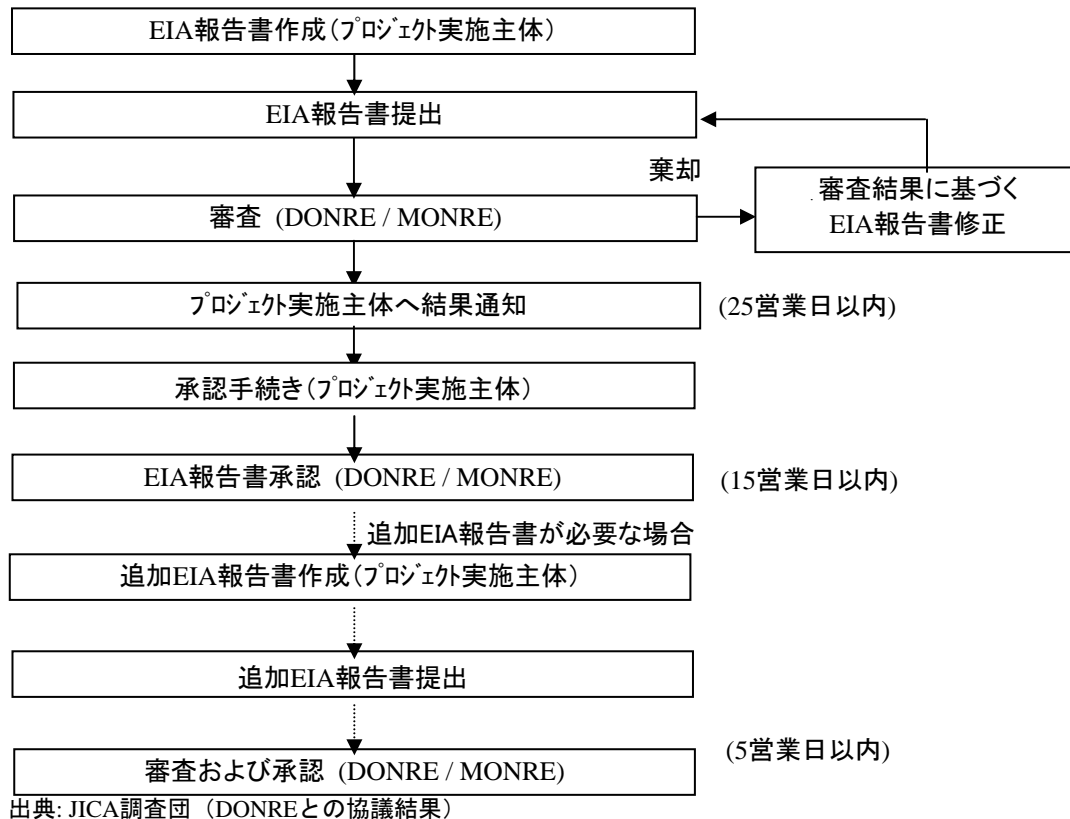 EIA報告書作成(ﾌﾟﾛｼﾞｪｸﾄ実施主体)
EIA報告書提出
棄却
審査結果に基づく
EIA報告書修正
審査 (DONRE / MONRE)
ﾌﾟﾛｼﾞｪｸﾄ実施主体へ結果通知
(25営業日以内)
承認手続き(ﾌﾟﾛｼﾞｪｸﾄ実施主体)
EIA報告書承認 (DONRE / MONRE)
(15営業日以内)
追加EIA報告書が必要な場合
追加EIA報告書作成(ﾌﾟﾛｼﾞｪｸﾄ実施主体)
追加EIA報告書提出
(5営業日以内)
審査および承認 (DONRE / MONRE)
出典: JICA調査団（DONREとの協議結果）